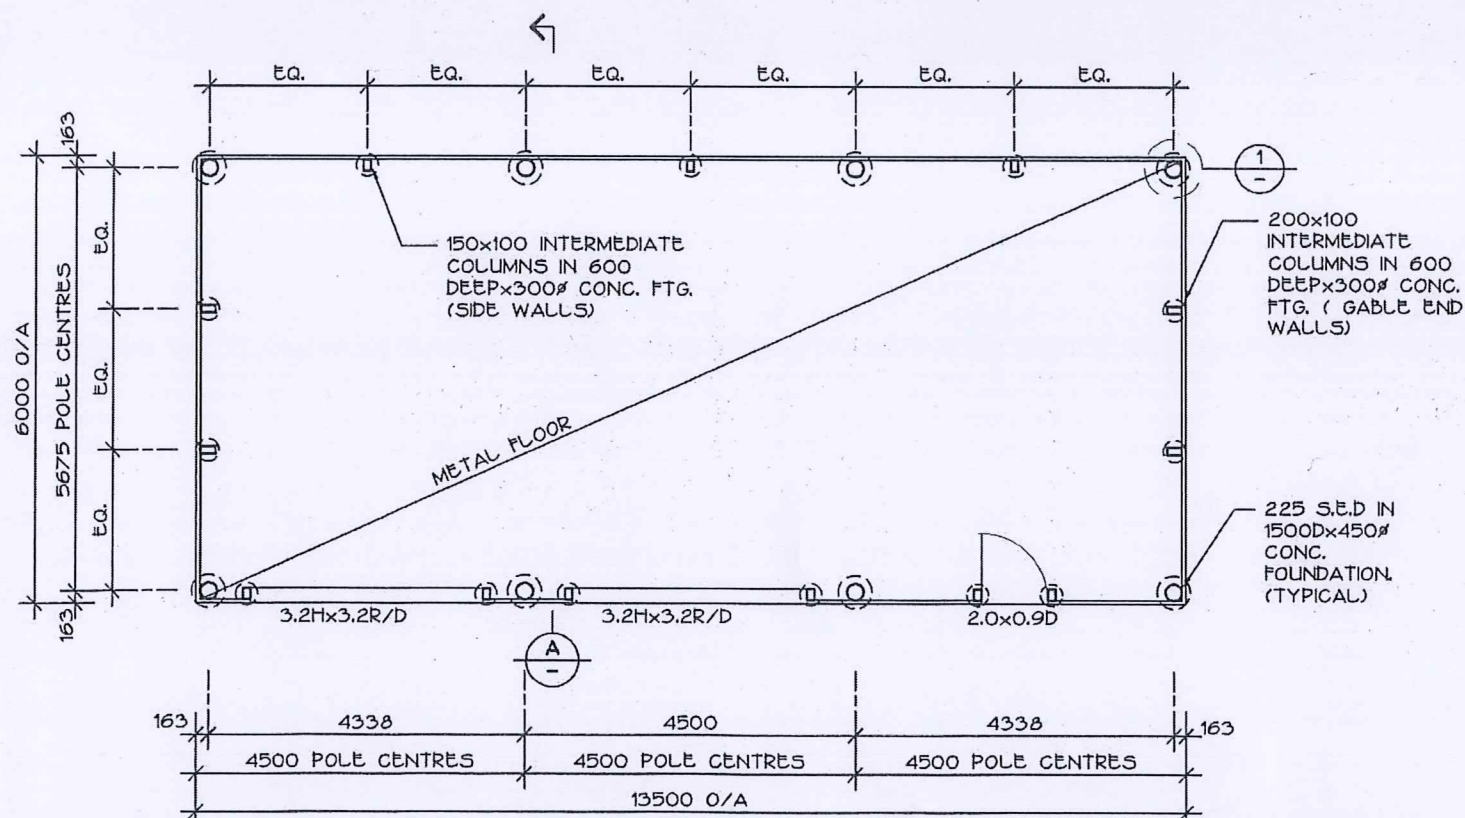 EQ. EQ. EQ. EQ. EQ. EQ.
163
1
-
150x100 INTERMEDIATE
COLUMNS IN 600
DEEPx300ø CONC. FTG.
(SIDE WALLS)
200x100
INTERMEDIATE
COLUMNS IN 600
DEEPx300ø CONC.
FTG. ( GABLE END
WALLS)
6000 O/A
5675 POLE CENTRES
EQ.
EQ.
EQ.
METAL FLOOR
225 S.E.D IN
1500Dx450ø
CONC.
FOUNDATION.
(TYPICAL)
163
3.2Hx3.2R/D 3.2Hx3.2R/D 2.0x0.9D
A
-
163 4338 4500 4338 163
4500 POLE CENTRES 4500 POLE CENTRES 4500 POLE CENTRES
13500 O/A